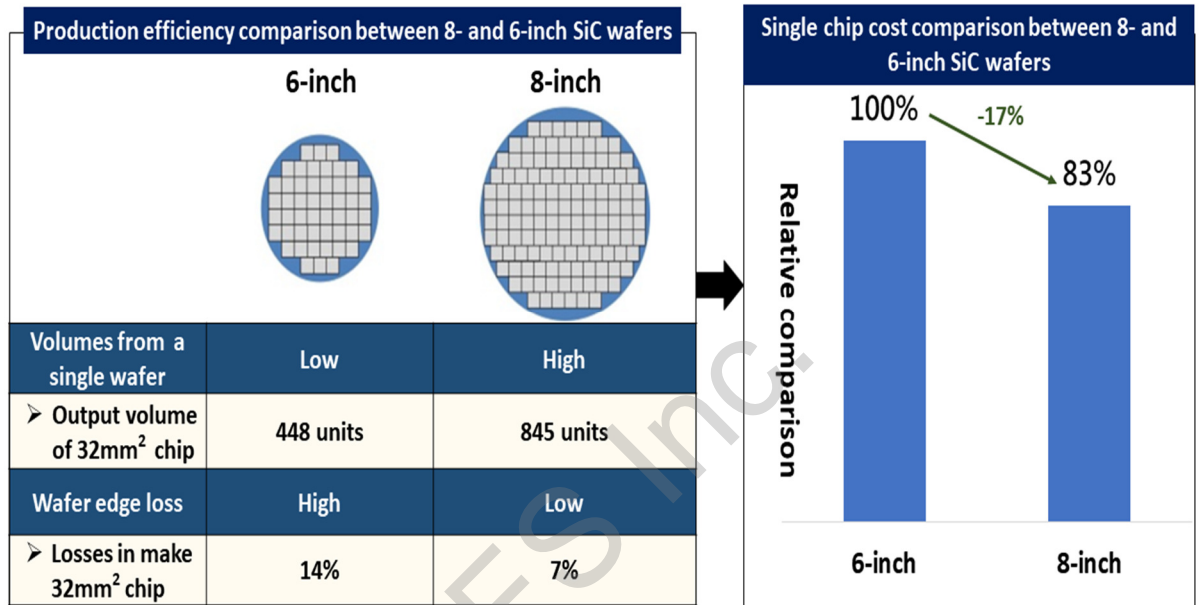 Production efficiency comparison between 8- and 6-inch SiC wafers
6-inch
8-inch
Volumes from a
single wafer
Low
High
➢ Output volume
of 32mm² chip
448 units
845 units
Wafer edge loss
High
Low
➢ Losses in make
32mm² chip
14%
7%
Single chip cost comparison between 8- and
6-inch SiC wafers
Relative comparison
100%
-17%
83%
6-inch
8-inch
ES Inc.